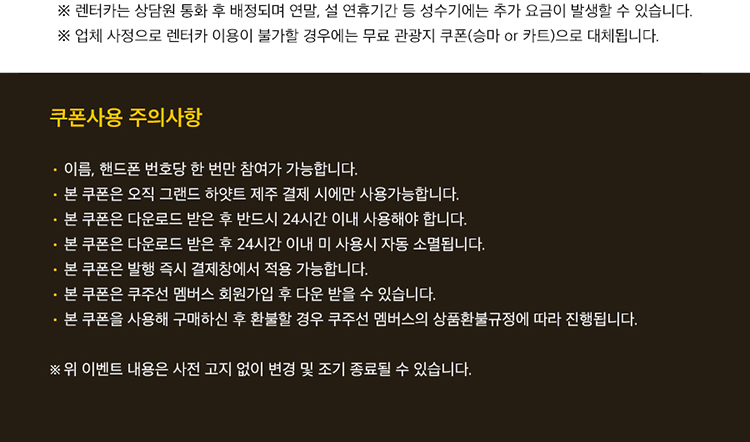 ※ 렌터카는 상담원 통화 후 배정되며 연말, 설 연휴기간 등 성수기에는 추가 요금이 발생할 수 있습니다.
※ 업체 사정으로 렌터카 이용이 불가할 경우에는 무료 관광지 쿠폰(승마 or 카트)으로 대체됩니다.
쿠폰사용 주의사항
· 이름, 핸드폰 번호당 한 번만 참여가 가능합니다.
· 본 쿠폰은 오직 그랜드 하얏트 제주 결제 시에만 사용가능합니다.
· 본 쿠폰은 다운로드 받은 후 반드시 24시간 이내 사용해야 합니다.
· 본 쿠폰은 다운로드 받은 후 24시간 이내 미 사용시 자동 소멸됩니다.
· 본 쿠폰은 발행 즉시 결제창에서 적용 가능합니다.
· 본 쿠폰은 쿠주선 멤버스 회원가입 후 다운 받을 수 있습니다.
· 본 쿠폰을 사용해 구매하신 후 환불할 경우 쿠주선 멤버스의 상품환불규정에 따라 진행됩니다.
※ 위 이벤트 내용은 사전 고지 없이 변경 및 조기 종료될 수 있습니다.